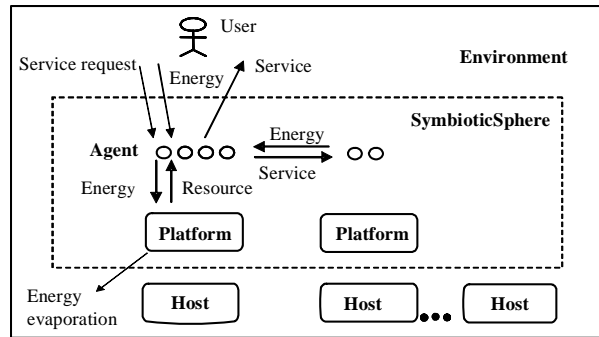 User
Environment
Service request
Energy
Service
SymbioticSphere
Agent
Energy
Service
Energy
Resource
Platform
Platform
Energy
evaporation
Host
Host
Host